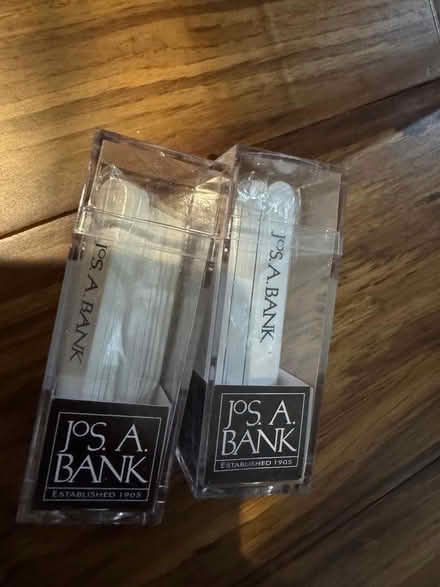 JOS. A. BANK
JOS. A.
BANK
ESTABLISHED 1905
JOS. A. BANK
JOS. A.
BANK
ESTABLISHED 1905